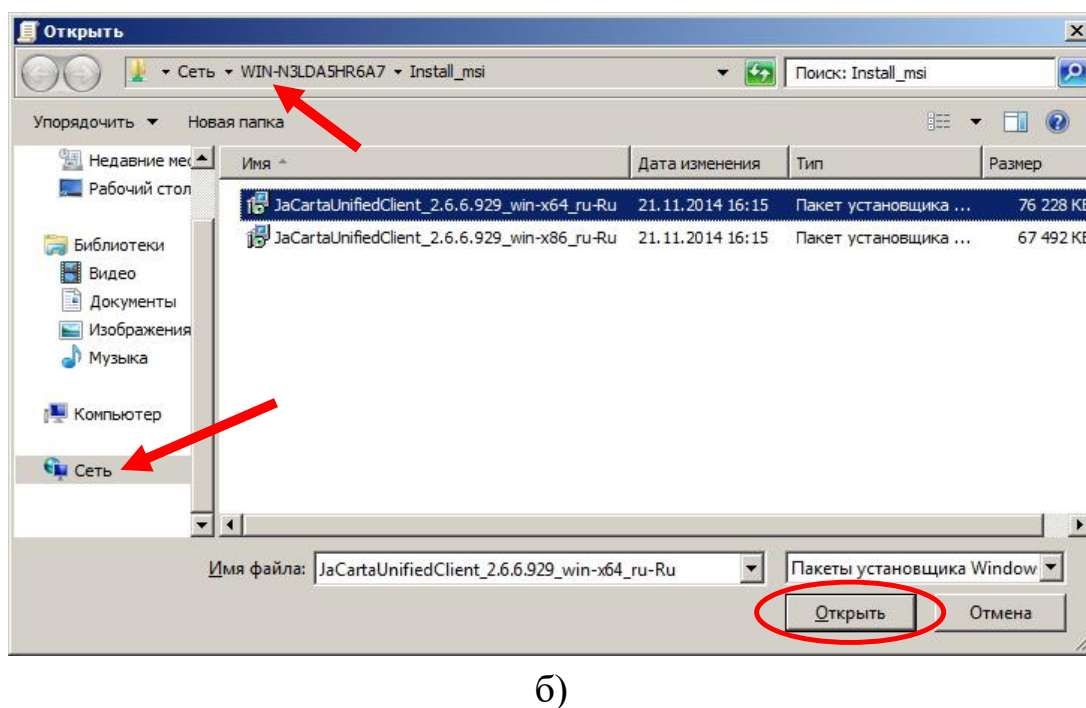 Открыть
Сеть WIN-N3LDA5HR6A7 Install_msi Поиск: Install_msi
Упорядочить Новая папка
Имя Дата изменения Тип Размер
Недавние мес
Рабочий стол
JaCartaUnifiedClient_2.6.6.929_win-x64_ru-Ru 21.11.2014 16:15 Пакет установщика ... 76 228 КБ
JaCartaUnifiedClient_2.6.6.929_win-x86_ru-Ru 21.11.2014 16:15 Пакет установщика ... 67 492 КБ
Библиотеки
Видео
Документы
Изображения
Музыка
Компьютер
Сеть
Имя файла: JaCartaUnifiedClient_2.6.6.929_win-x64_ru-Ru Пакеты установщика Window
Открыть Отмена
б)